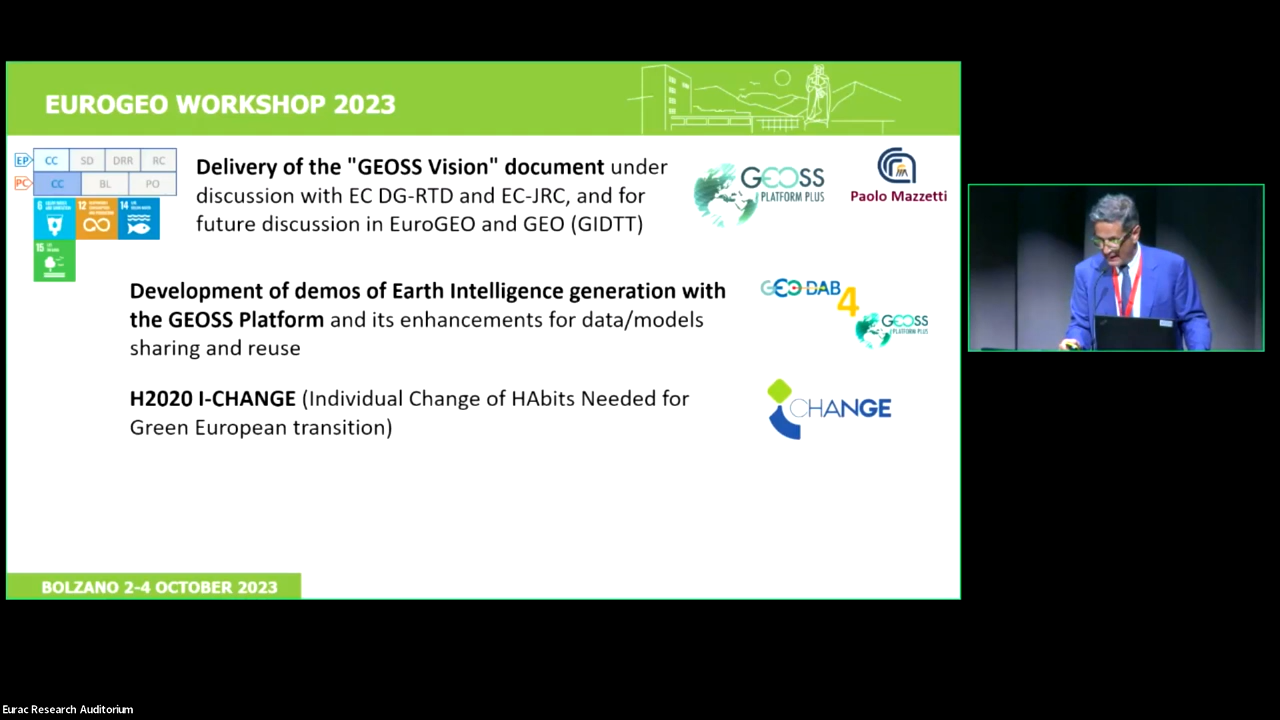 EUROGEO WORKSHOP 2023
EP CC SD DRR RC
PC CC BL PO
6 12 14
15
Delivery of the "GEOSS Vision" document under
discussion with EC DG-RTD and EC-JRC, and for
future discussion in EuroGEO and GEO (GIDTT)
GEOSS
PLATFORM PLUS
Paolo Mazzetti
Development of demos of Earth Intelligence generation with
the GEOSS Platform and its enhancements for data/models
sharing and reuse
GEO DAB
4
GEOSS
PLATFORM PLUS
H2020 I-CHANGE (Individual Change of HAbits Needed for
Green European transition)
CHANGE
BOLZANO 2-4 OCTOBER 2023
Eurac Research Auditorium